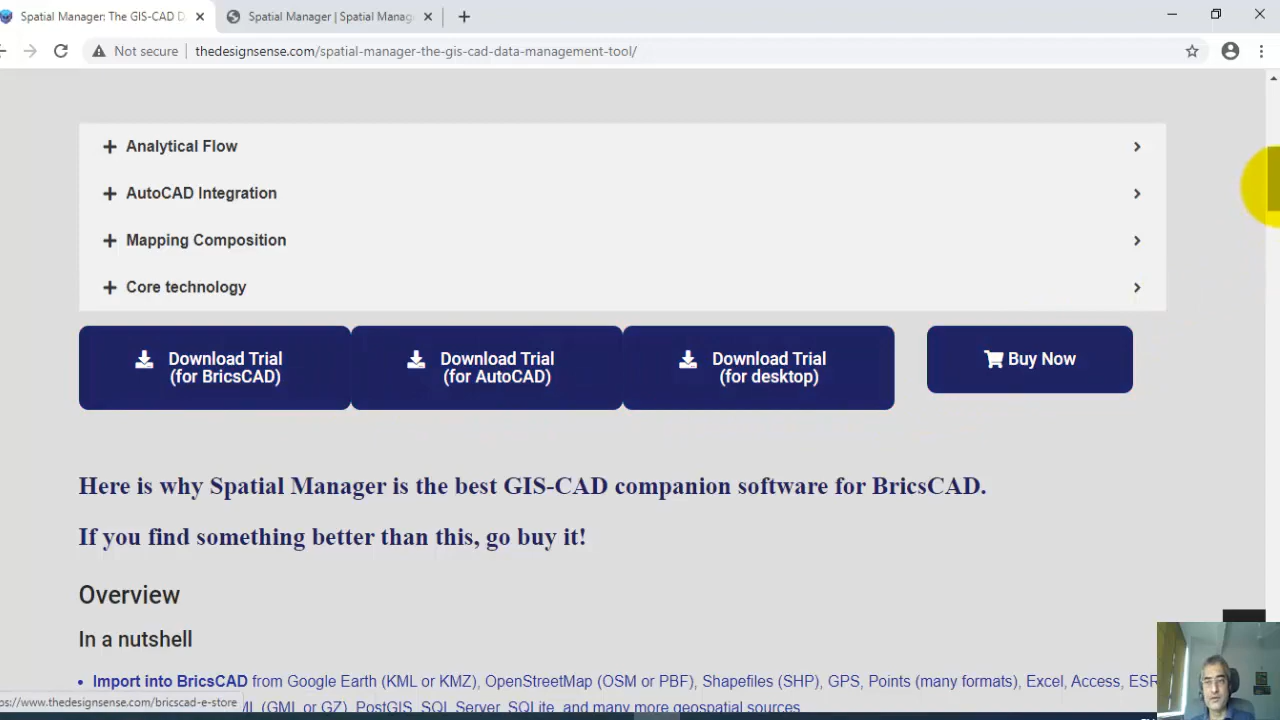 Spatial Manager: The GIS-CAD D
Spatial Manager | Spatial Manag
Not secure
thedesignsense.com/spatial-manager-the-gis-cad-data-management-tool/
Analytical Flow
AutoCAD Integration
Mapping Composition
Core technology
Download Trial
(for BricsCAD)
Download Trial
(for AutoCAD)
Download Trial
(for desktop)
Buy Now
Here is why Spatial Manager is the best GIS-CAD companion software for BricsCAD.
If you find something better than this, go buy it!
Overview
In a nutshell
• Import into BricsCAD from Google Earth (KML or KMZ), OpenStreetMap (OSM or PBF), Shapefiles (SHP), GPS, Points (many formats), Excel, Access, ESR
(GML or GZ), PostGIS, SQL Server, SQLite, and many more geospatial sources
ps://www.thedesignsense.com/bricscad-e-store